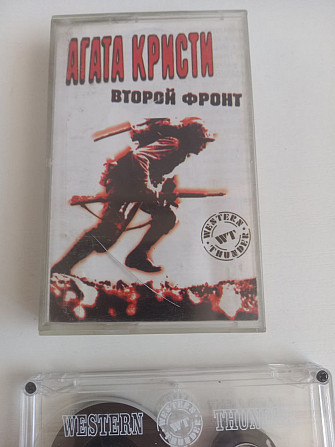 АГАТА КРИСТИ
ВТОРОЙ ФРОНТ
WESTERN
WT
THUNDER
WESTERN
THUN